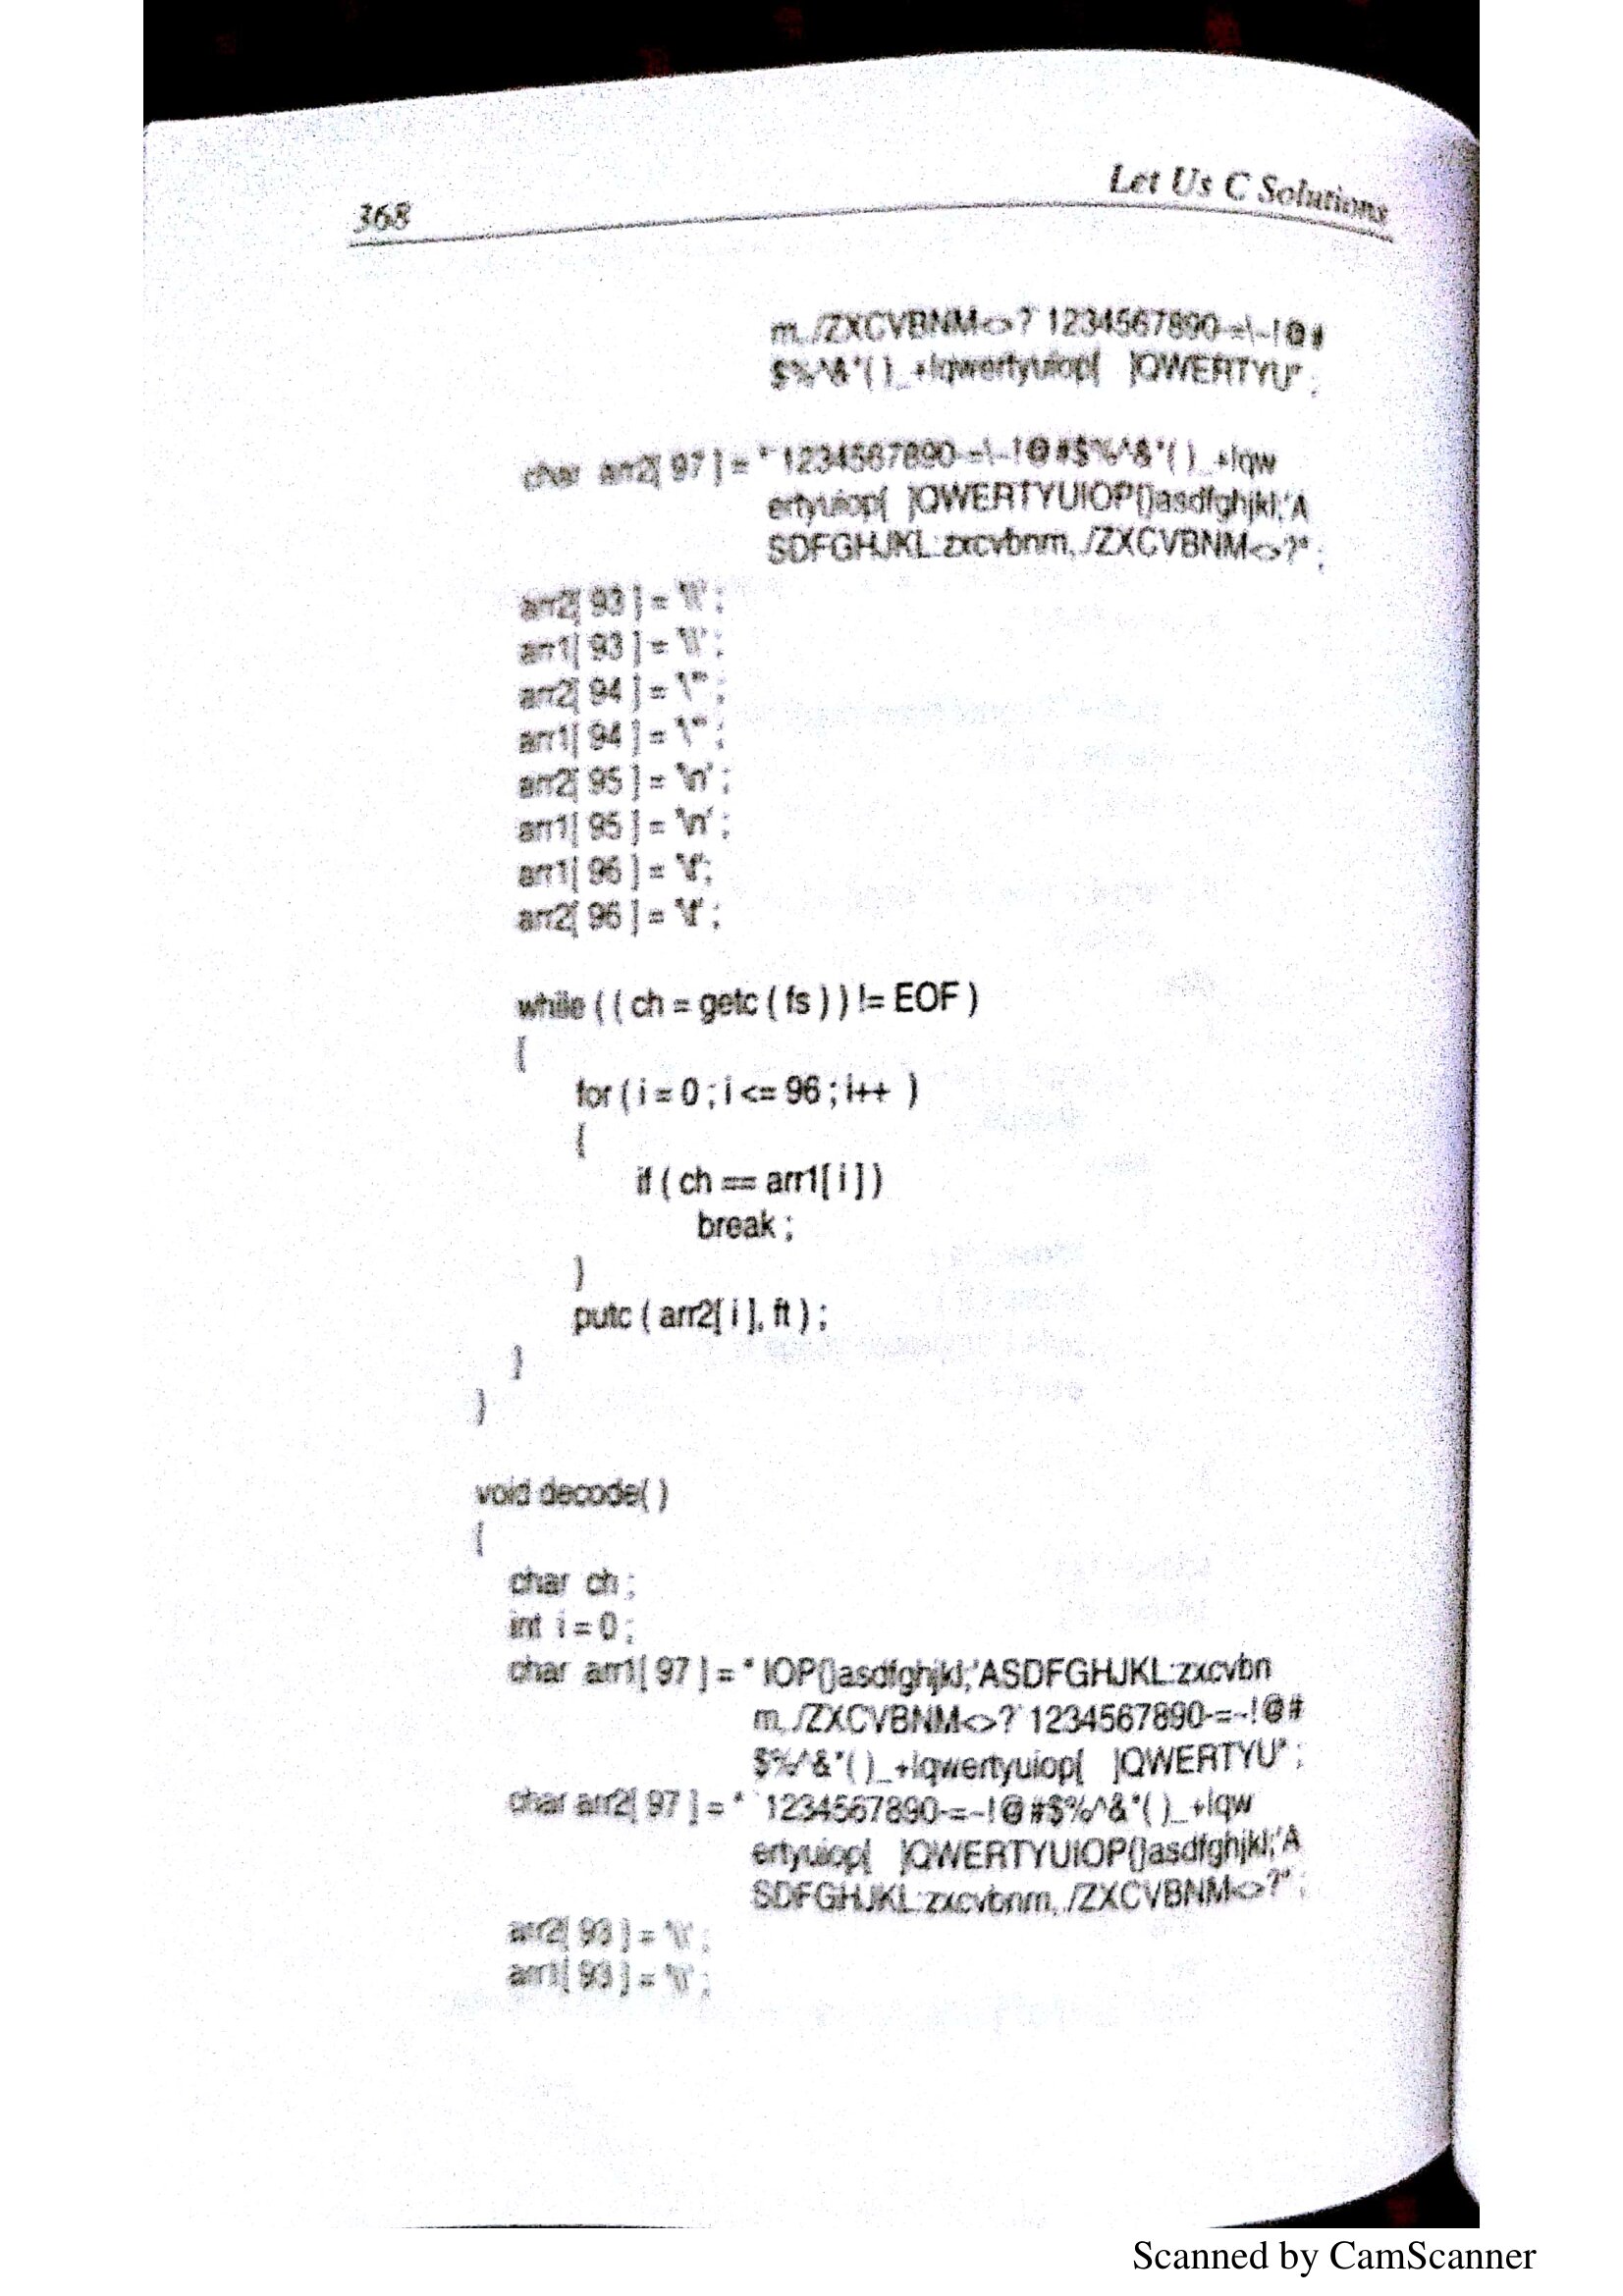 368
Let Us C Solutions
m,./ZXCVBNM<>?`1234567890-=\~!@#
$%^&*( )_+|qwertyuiop[ ]QWERTYU" ;
char arr2[ 97 ] = "`1234567890-=\~!@#$%^&*( )_+|qw
ertyuiop[ ]QWERTYUIOP{}asdfghjkl;'A
SDFGHJKL:zxcvbnm,./ZXCVBNM<>?" ;
arr2[ 93 ] = '\\' ;
arr1[ 93 ] = '\\' ;
arr2[ 94 ] = '\"' ;
arr1[ 94 ] = '\"' ;
arr2[ 95 ] = '\n' ;
arr1[ 95 ] = '\n' ;
arr1[ 96 ] = '\t';
arr2[ 96 ] = '\t' ;
while ( ( ch = getc ( fs ) ) != EOF )
{
for ( i = 0 ; i <= 96 ; i++ )
{
if ( ch == arr1[ i ] )
break ;
}
putc ( arr2[ i ], ft ) ;
}
}
void decode( )
{
char ch ;
int i = 0 ;
char arr1[ 97 ] = " IOP{}asdfghjkl;'ASDFGHJKL:zxcvbn
m,./ZXCVBNM<>?`1234567890-=~!@#
$%^&*( )_+|qwertyuiop[ ]QWERTYU" ;
char arr2[ 97 ] = " `1234567890-=~!@#$%^&*( )_+|qw
ertyuiop[ ]QWERTYUIOP{}asdfghjkl;'A
SDFGHJKL:zxcvbnm,./ZXCVBNM<>?" ;
arr2[ 93 ] = '\\' ;
arr1[ 93 ] = '\\' ;
Scanned by CamScanner